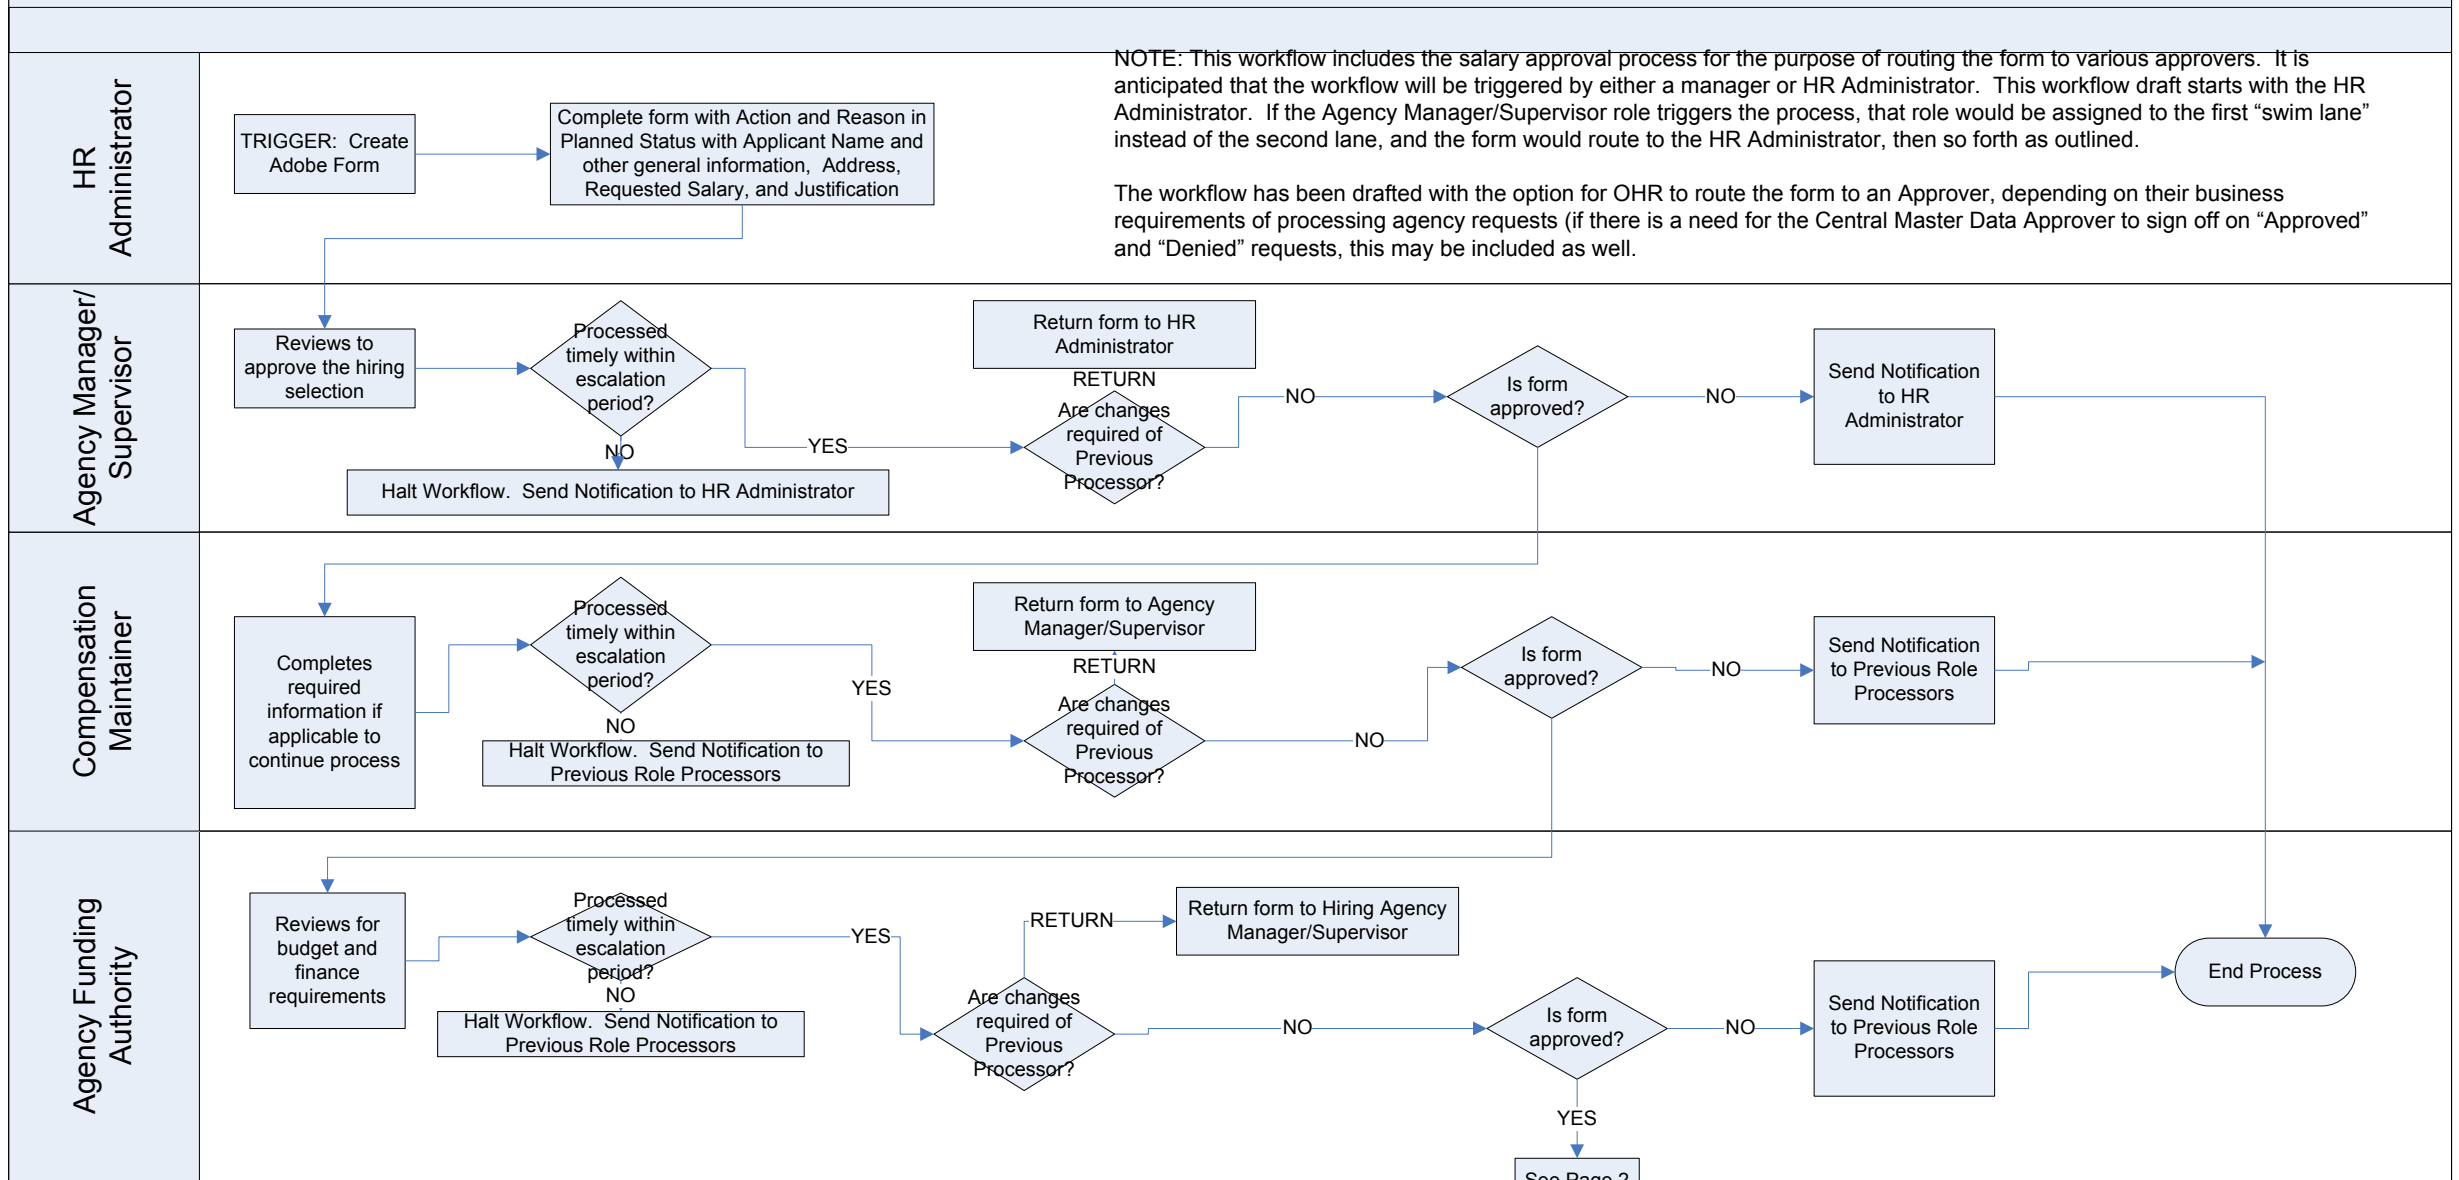 NOTE: This workflow includes the salary approval process for the purpose of routing the form to various approvers. It is
anticipated that the workflow will be triggered by either a manager or HR Administrator. This workflow draft starts with the HR
Administrator. If the Agency Manager/Supervisor role triggers the process, that role would be assigned to the first “swim lane”
instead of the second lane, and the form would route to the HR Administrator, then so forth as outlined.
The workflow has been drafted with the option for OHR to route the form to an Approver, depending on their business
requirements of processing agency requests (if there is a need for the Central Master Data Approver to sign off on “Approved”
and “Denied” requests, this may be included as well.
HR
Administrator
TRIGGER: Create
Adobe Form
Complete form with Action and Reason in
Planned Status with Applicant Name and
other general information, Address,
Requested Salary, and Justification
Agency Manager/
Supervisor
Reviews to
approve the hiring
selection
Processed
timely within
escalation
period?
NO
Halt Workflow. Send Notification to HR Administrator
YES
Return form to HR
Administrator
RETURN
Are changes
required of
Previous
Processor?
NO
Is form
approved?
NO
Send Notification
to HR
Administrator
Compensation
Maintainer
Completes
required
information if
applicable to
continue process
Processed
timely within
escalation
period?
NO
Halt Workflow. Send Notification to
Previous Role Processors
YES
Return form to Agency
Manager/Supervisor
RETURN
Are changes
required of
Previous
Processor?
NO
Is form
approved?
NO
Send Notification
to Previous Role
Processors
Agency Funding
Authority
Reviews for
budget and
finance
requirements
Processed
timely within
escalation
period?
NO
Halt Workflow. Send Notification to
Previous Role Processors
YES
RETURN
Return form to Hiring Agency
Manager/Supervisor
Are changes
required of
Previous
Processor?
NO
Is form
approved?
NO
Send Notification
to Previous Role
Processors
End Process
YES
See Page 2